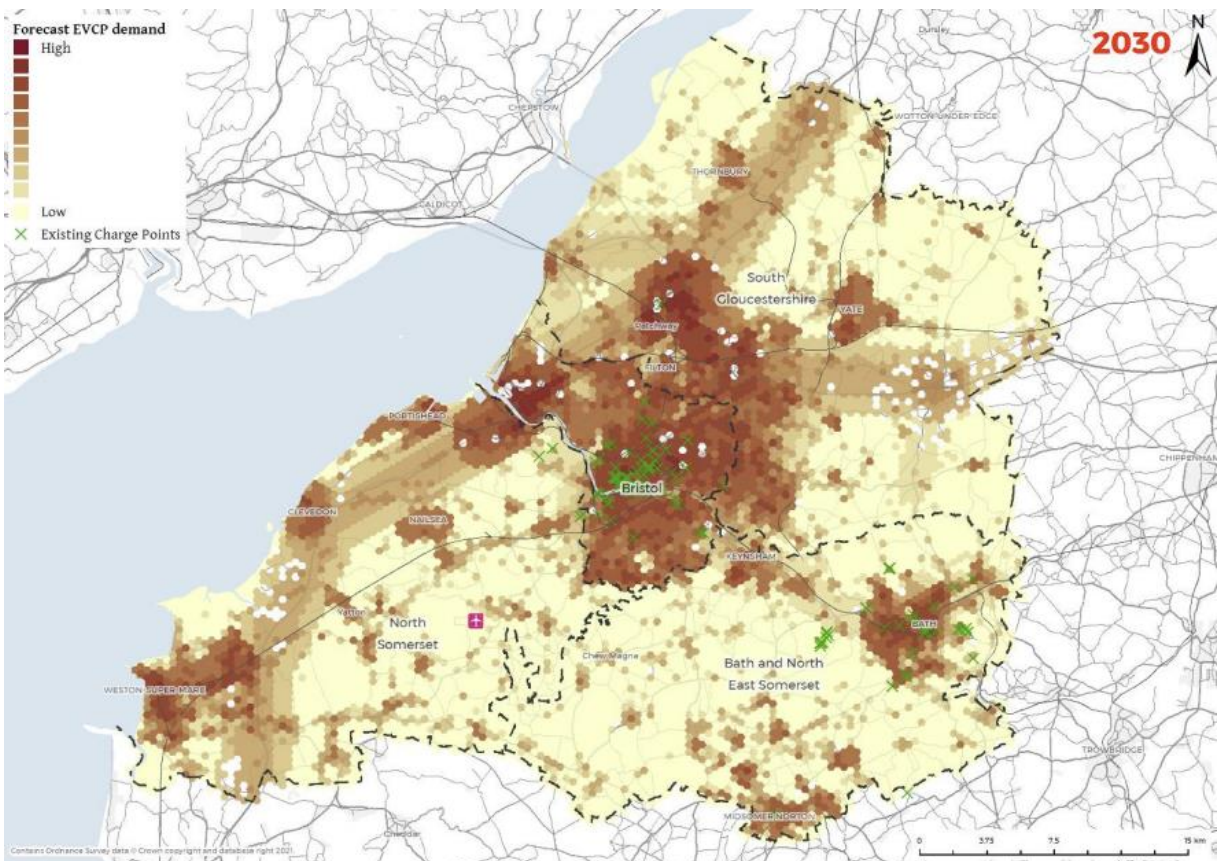 Forecast EVCP demand
High
Low
Existing Charge Points
2030
N
Dursley
CHEPSTOW
WOTTON-UNDER-EDGE
THORNBURY
CALDICOT
South
Gloucestershire
YATE
Patchway
FILTON
PORTISHEAD
CHIPPENHAM
Bristol
CLEVEDON
NAILSEA
KEYNSHAM
Yatton
North
Somerset
BATH
Chew Magna
Bath and North
East Somerset
WESTON-SUPER-MARE
TROWBRIDGE
MIDSOMER NORTON
Cheddar
Contains Ordnance Survey data © Crown copyright and database right 2021
0 3.75 7.5 15 km